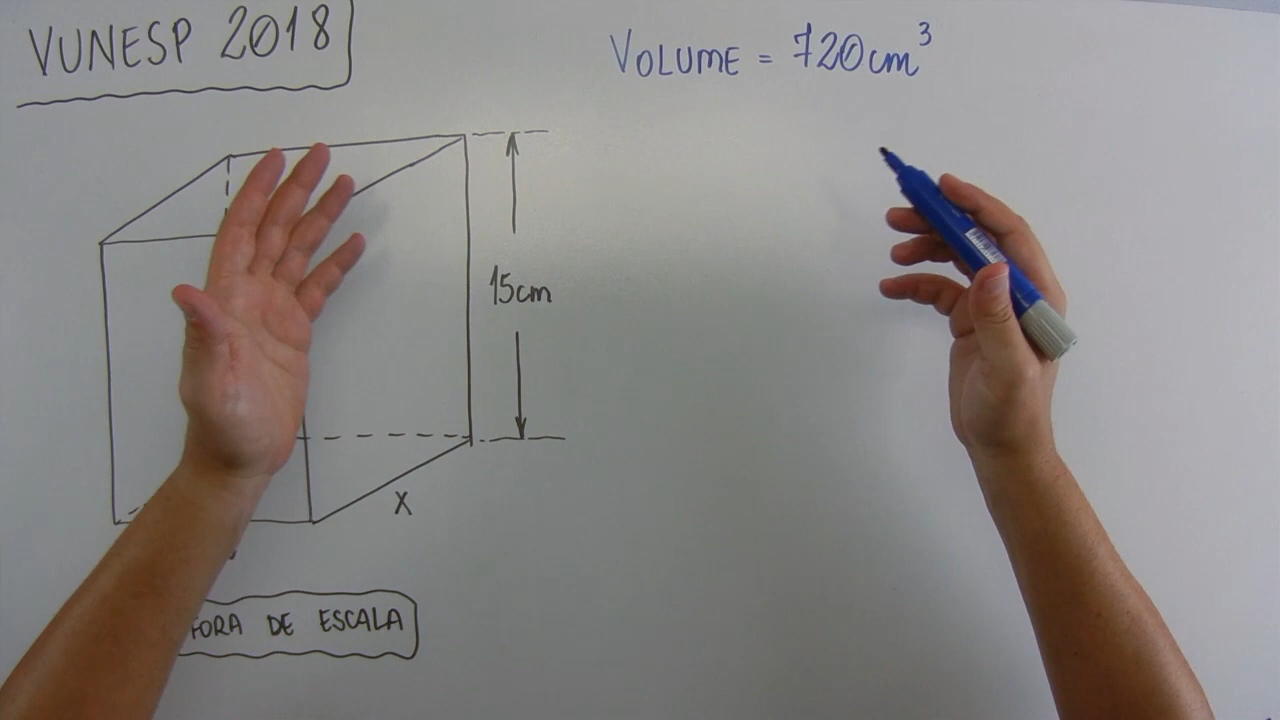 VUNESP 2018
VOLUME = 720cm³
15cm
X
FORA DE ESCALA